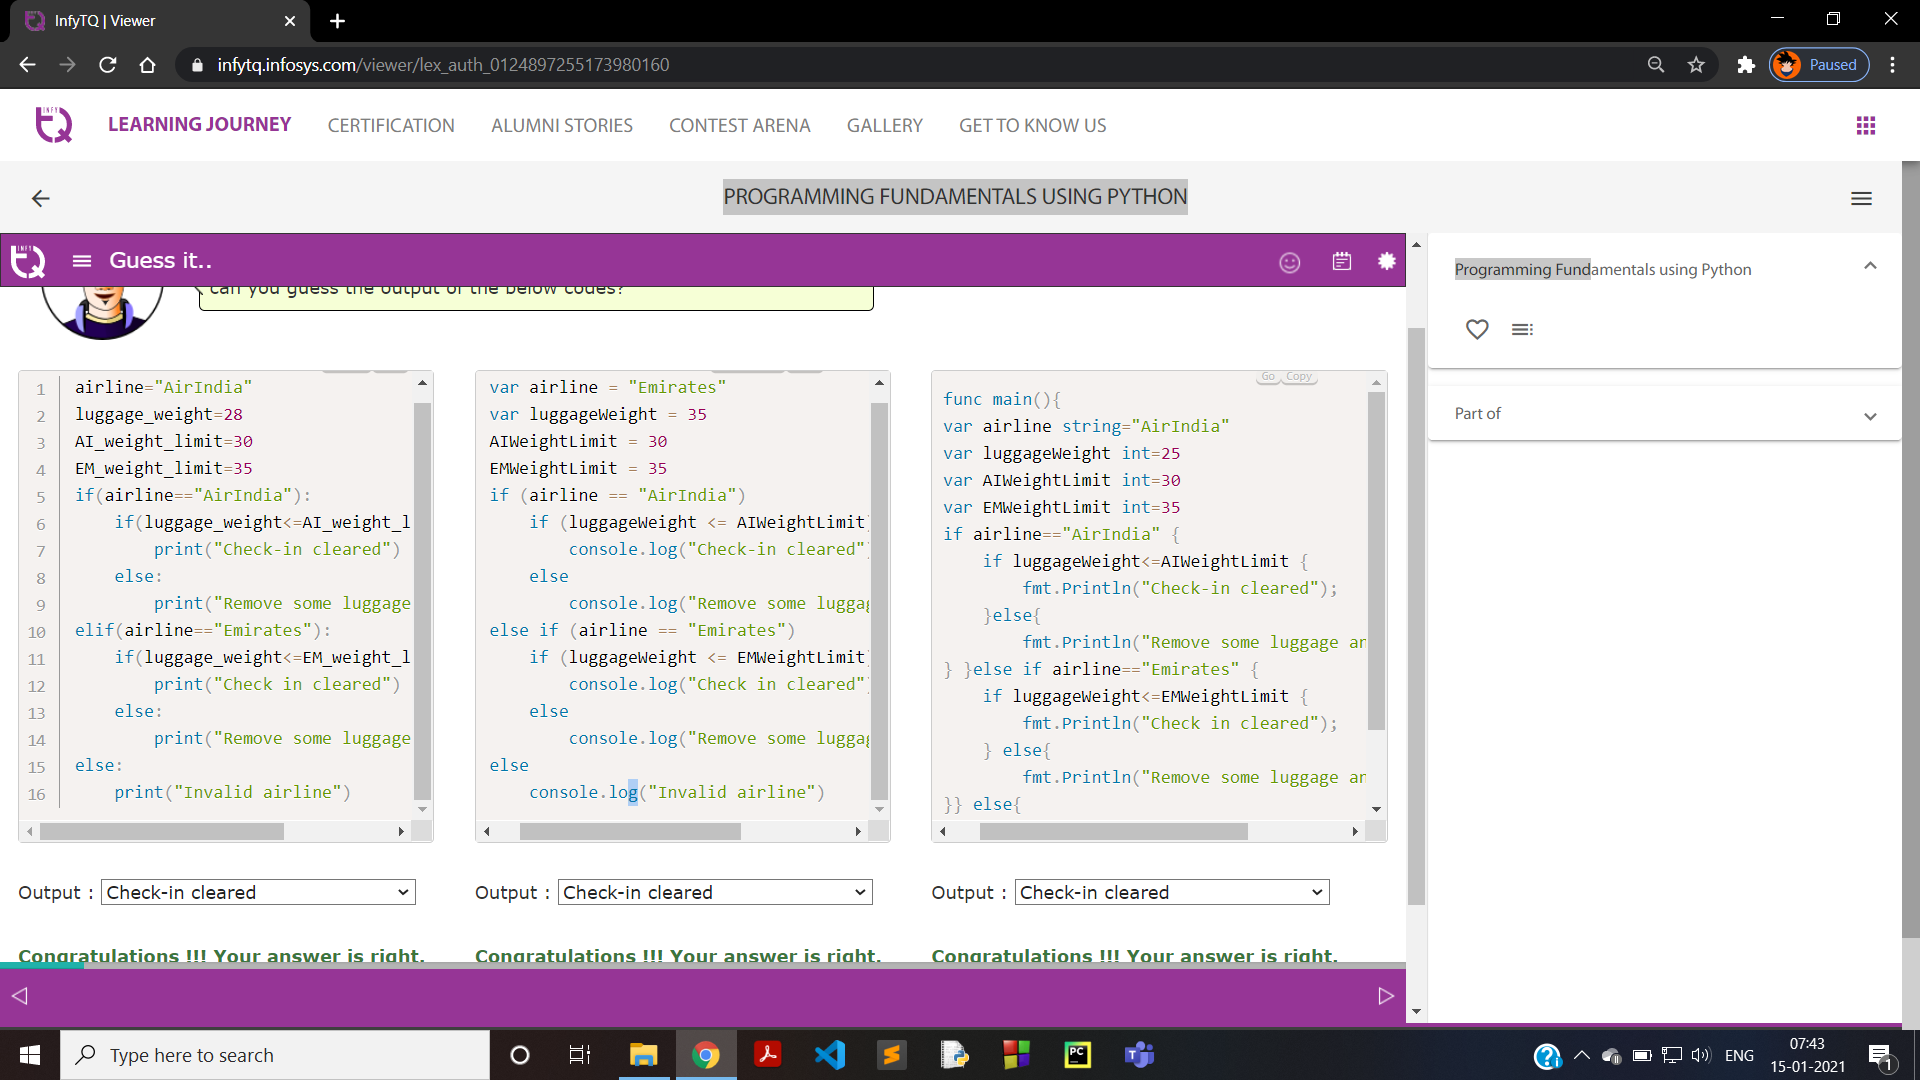 InfyTQ | Viewer
infytq.infosys.com/viewer/lex_auth_0124897255173980160
Paused
LEARNING JOURNEY
CERTIFICATION
ALUMNI STORIES
CONTEST ARENA
GALLERY
GET TO KNOW US
PROGRAMMING FUNDAMENTALS USING PYTHON
Guess it..
can you guess the output of the below codes?
1 airline="AirIndia"
2 luggage_weight=28
3 AI_weight_limit=30
4 EM_weight_limit=35
5 if(airline=="AirIndia"):
6 if(luggage_weight<=AI_weight_l
7 print("Check-in cleared")
8 else:
9 print("Remove some luggage
10 elif(airline=="Emirates"):
11 if(luggage_weight<=EM_weight_l
12 print("Check in cleared")
13 else:
14 print("Remove some luggage
15 else:
16 print("Invalid airline")
Output : Check-in cleared
Congratulations !!! Your answer is right.
var airline = "Emirates"
var luggageWeight = 35
AIWeightLimit = 30
EMWeightLimit = 35
if (airline == "AirIndia")
if (luggageWeight <= AIWeightLimit)
console.log("Check-in cleared")
else
console.log("Remove some luggag
else if (airline == "Emirates")
if (luggageWeight <= EMWeightLimit)
console.log("Check in cleared")
else
console.log("Remove some luggag
else
console.log("Invalid airline")
Output : Check-in cleared
Congratulations !!! Your answer is right.
Go Copy
func main(){
var airline string="AirIndia"
var luggageWeight int=25
var AIWeightLimit int=30
var EMWeightLimit int=35
if airline=="AirIndia" {
if luggageWeight<=AIWeightLimit {
fmt.Println("Check-in cleared");
}else{
fmt.Println("Remove some luggage an
} }else if airline=="Emirates" {
if luggageWeight<=EMWeightLimit {
fmt.Println("Check in cleared");
} else{
fmt.Println("Remove some luggage an
}} else{
Output : Check-in cleared
Congratulations !!! Your answer is right.
Programming Fundamentals using Python
Part of
Type here to search
ENG
07:43
15-01-2021
1